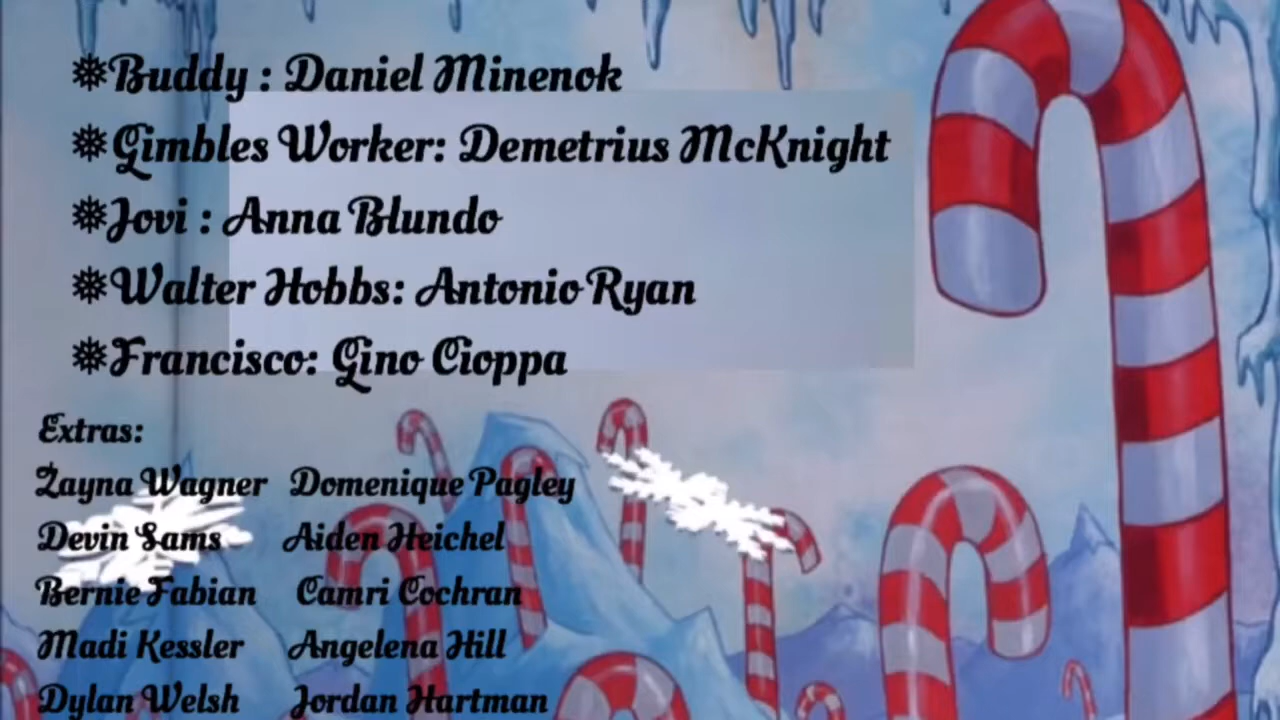 ❅Buddy : Daniel Minenok
❅Gimbles Worker: Demetrius McKnight
❅Jovi : Anna Blundo
❅Walter Hobbs: Antonio Ryan
❅Francisco: Gino Cioppa
Extras:
Zayna Wagner Domenique Pagley
Devin Sams Aiden Heichel
Bernie Fabian Camri Cochran
Madi Kessler Angelena Hill
Dylan Welsh Jordan Hartman